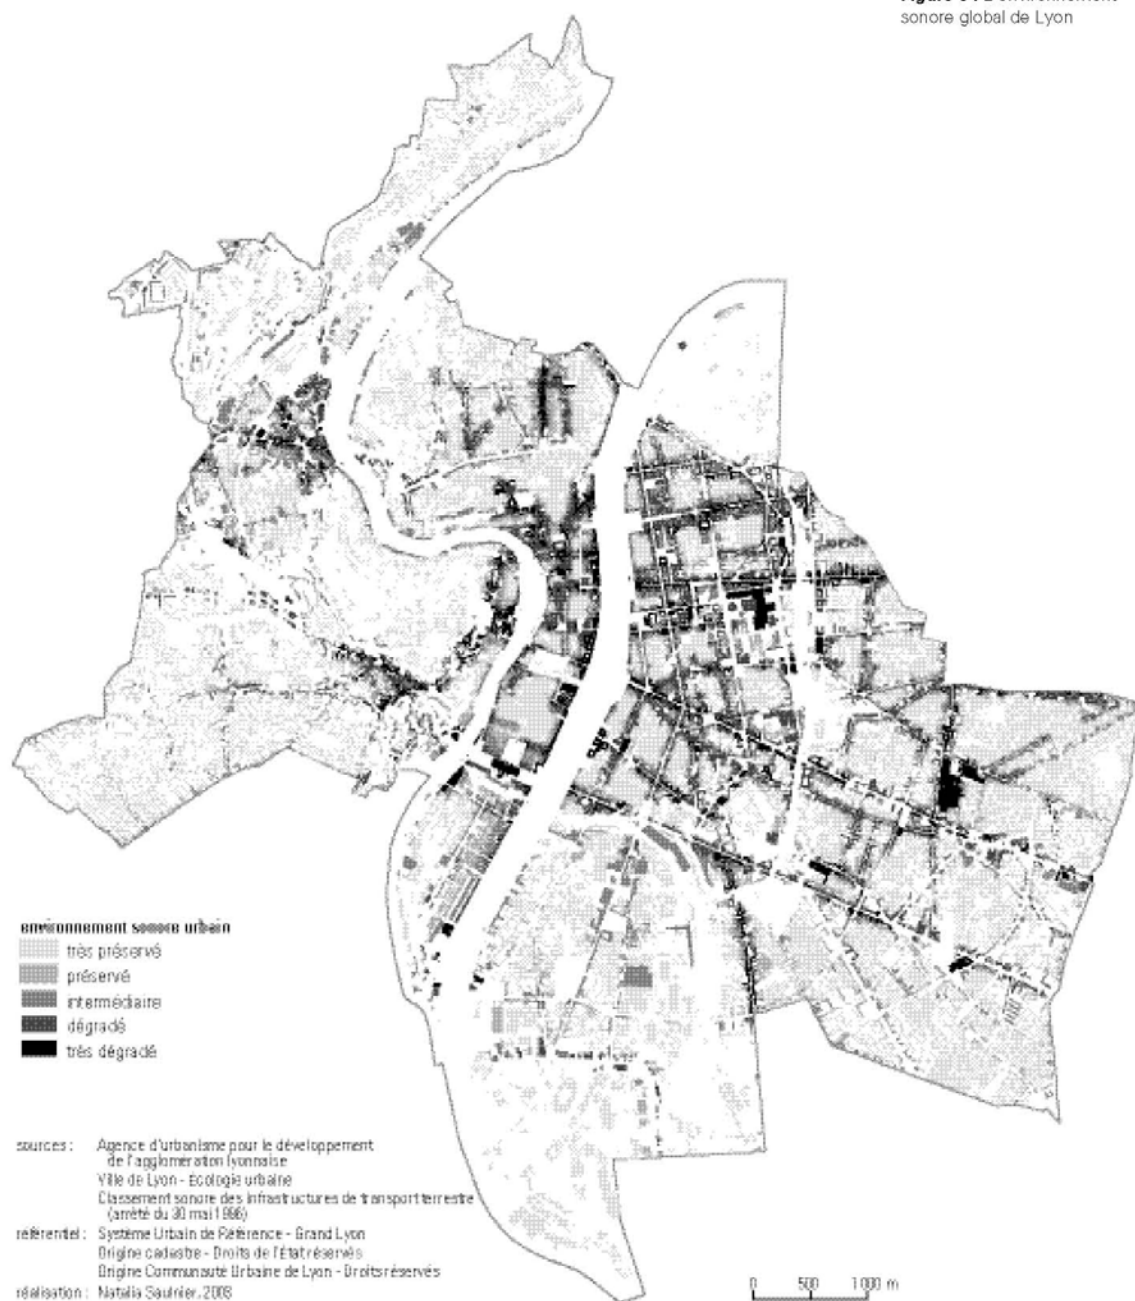 sonore global de Lyon
environnement sonore urbain
très préservé
préservé
intermédiaire
dégradé
très dégradé
sources : Agence d'urbanisme pour le développement
de l'agglomération lyonnaise
Ville de Lyon - Ecologie urbaine
Classement sonore des infrastructures de transport terrestre
(arrêté du 30 mai 1996)
référentiel : Système Urbain de Référence - Grand Lyon
Origine cadastre - Droits de l'État réservés
Origine Communauté Urbaine de Lyon - Droits réservés
réalisation : Natalia Saulnier, 2008
0 500 1 000 m